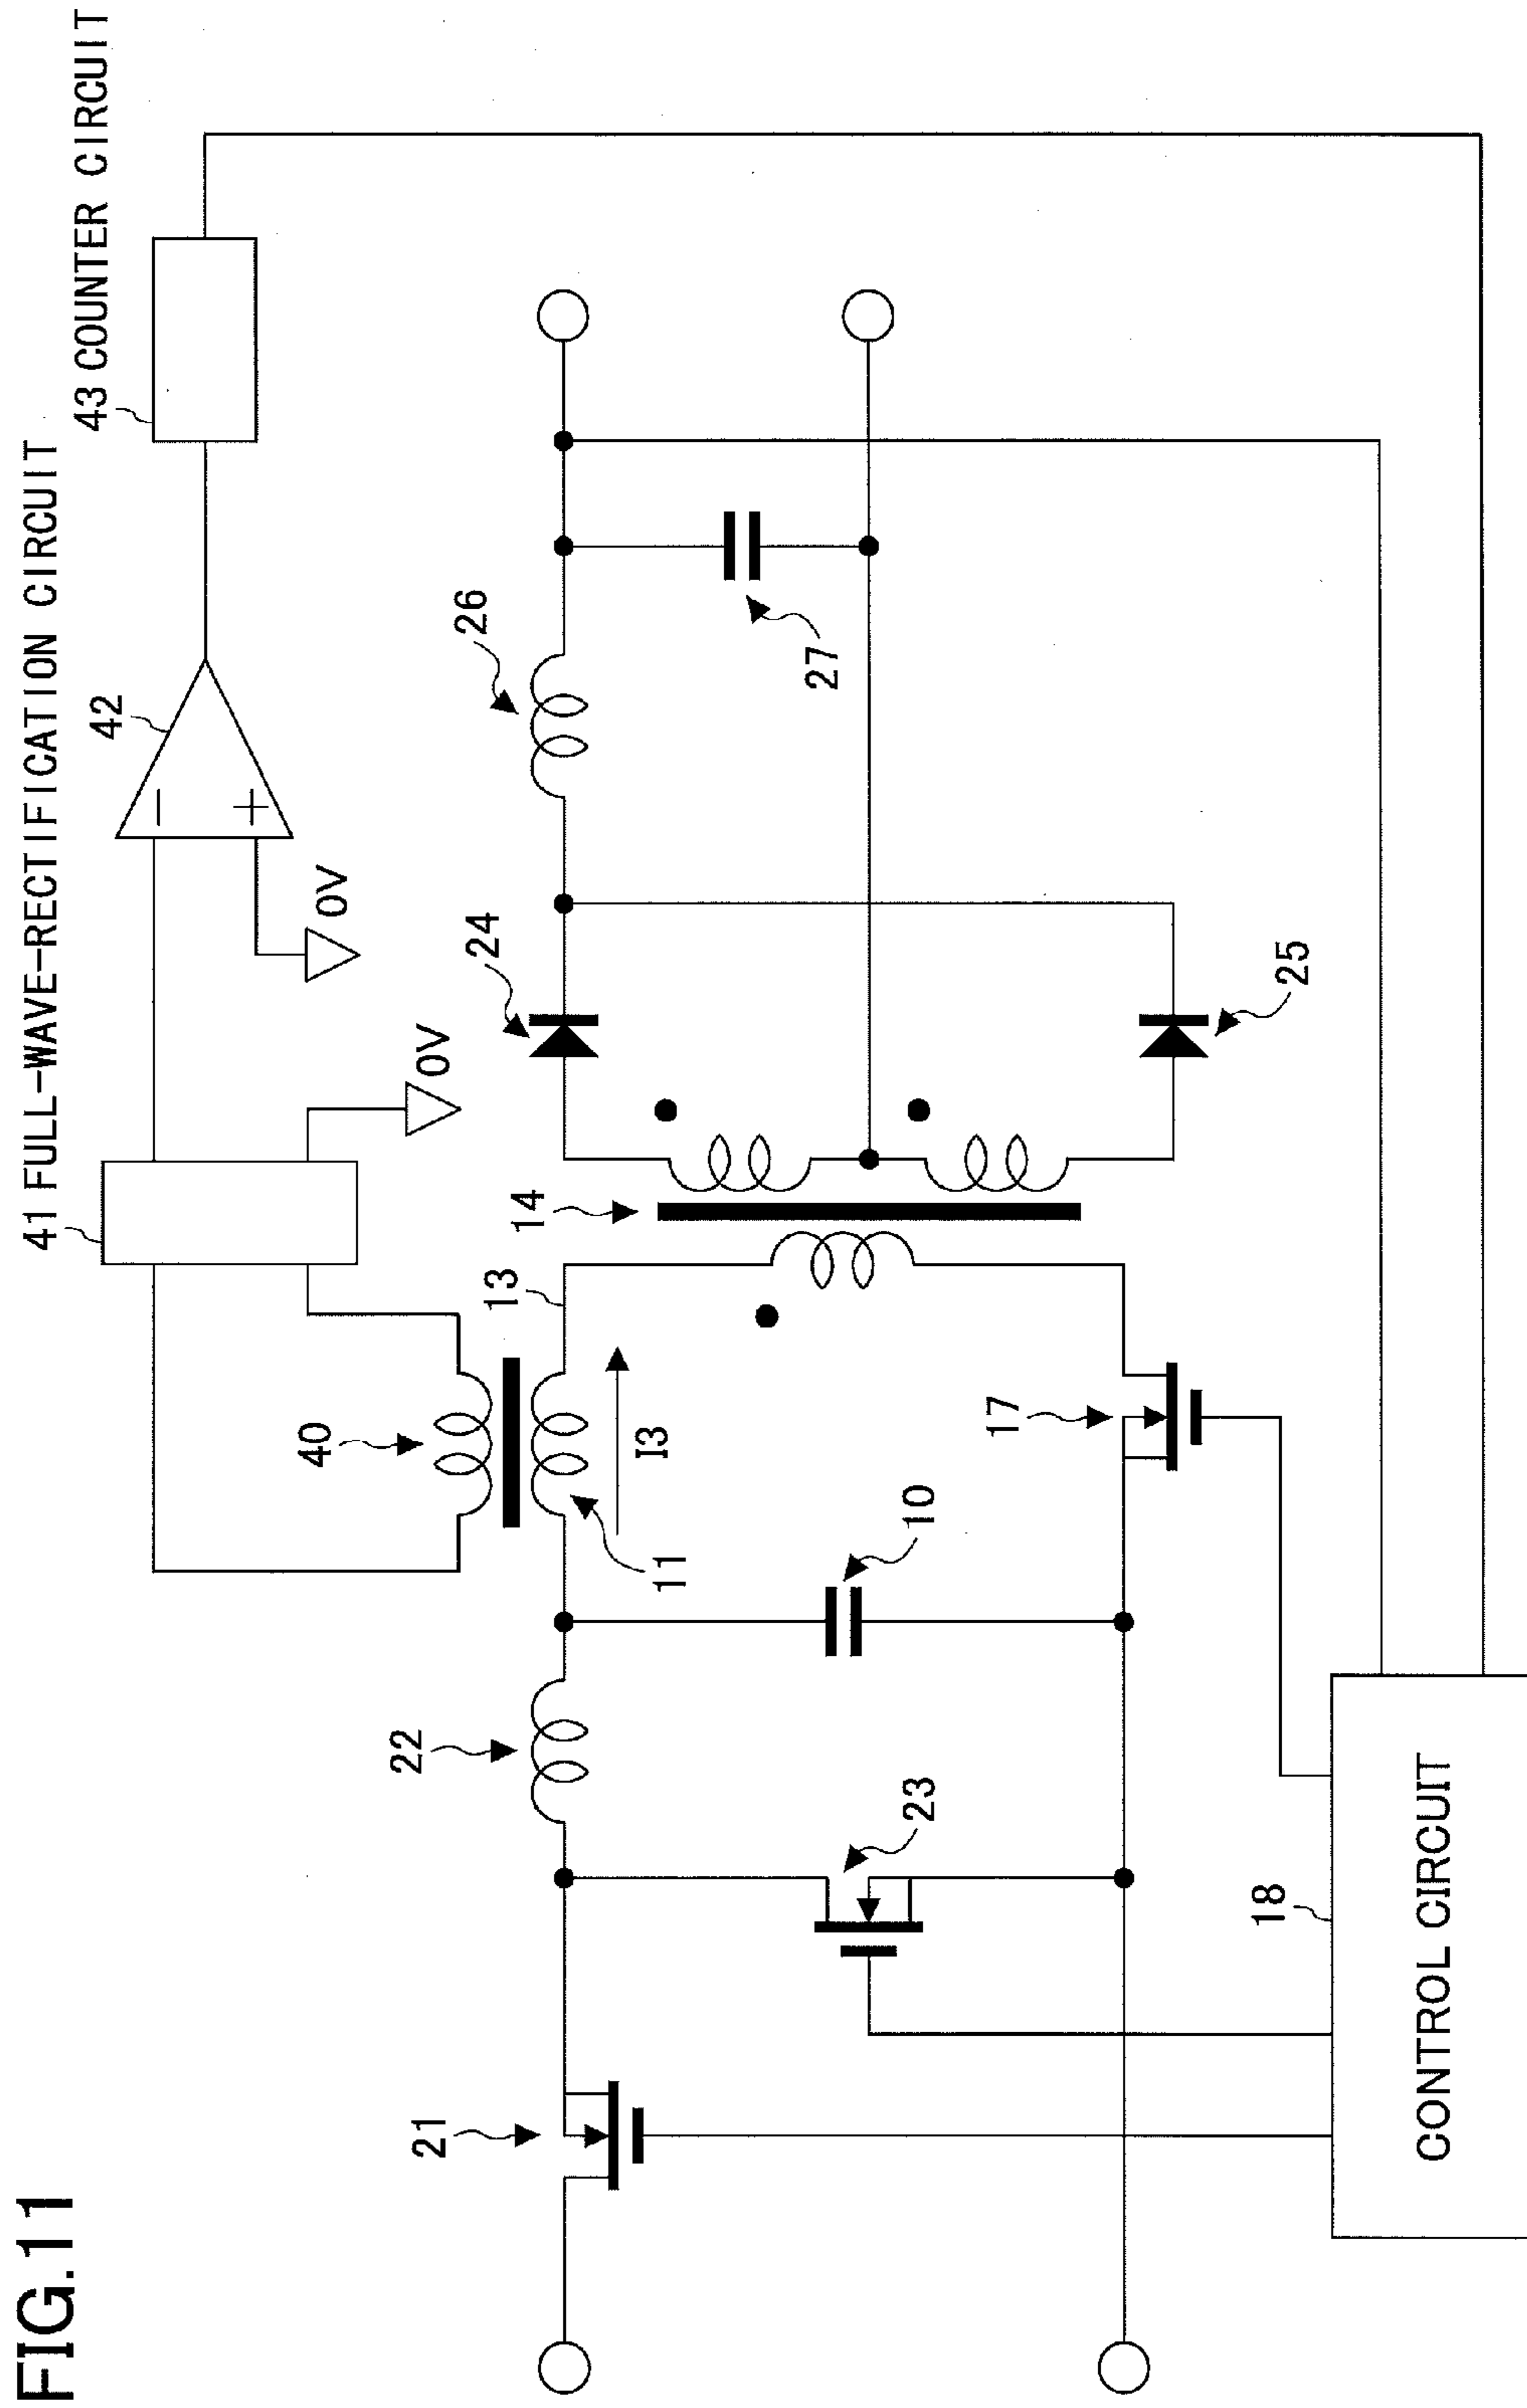 FIG.11
41 FULL-WAVE-RECTIFICATION CIRCUIT
43 COUNTER CIRCUIT
42
−
+
0V
0V
40
13
14
24
26
22
21
11
I3
10
27
23
17
25
18
CONTROL CIRCUIT